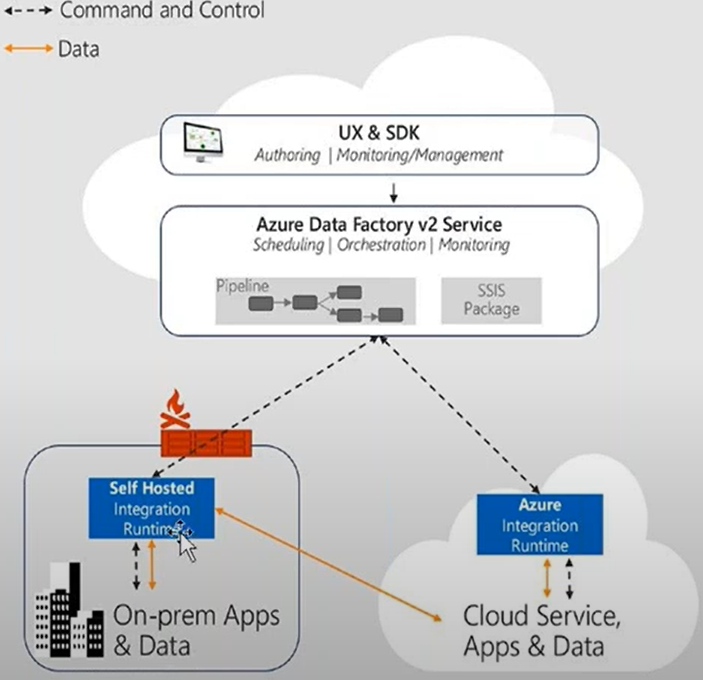 Command and Control
Data
UX & SDK
Authoring | Monitoring/Management
Azure Data Factory v2 Service
Scheduling | Orchestration | Monitoring
Pipeline
SSIS
Package
Self Hosted
Integration
Runtime
Azure
Integration
Runtime
On-prem Apps
& Data
Cloud Service,
Apps & Data